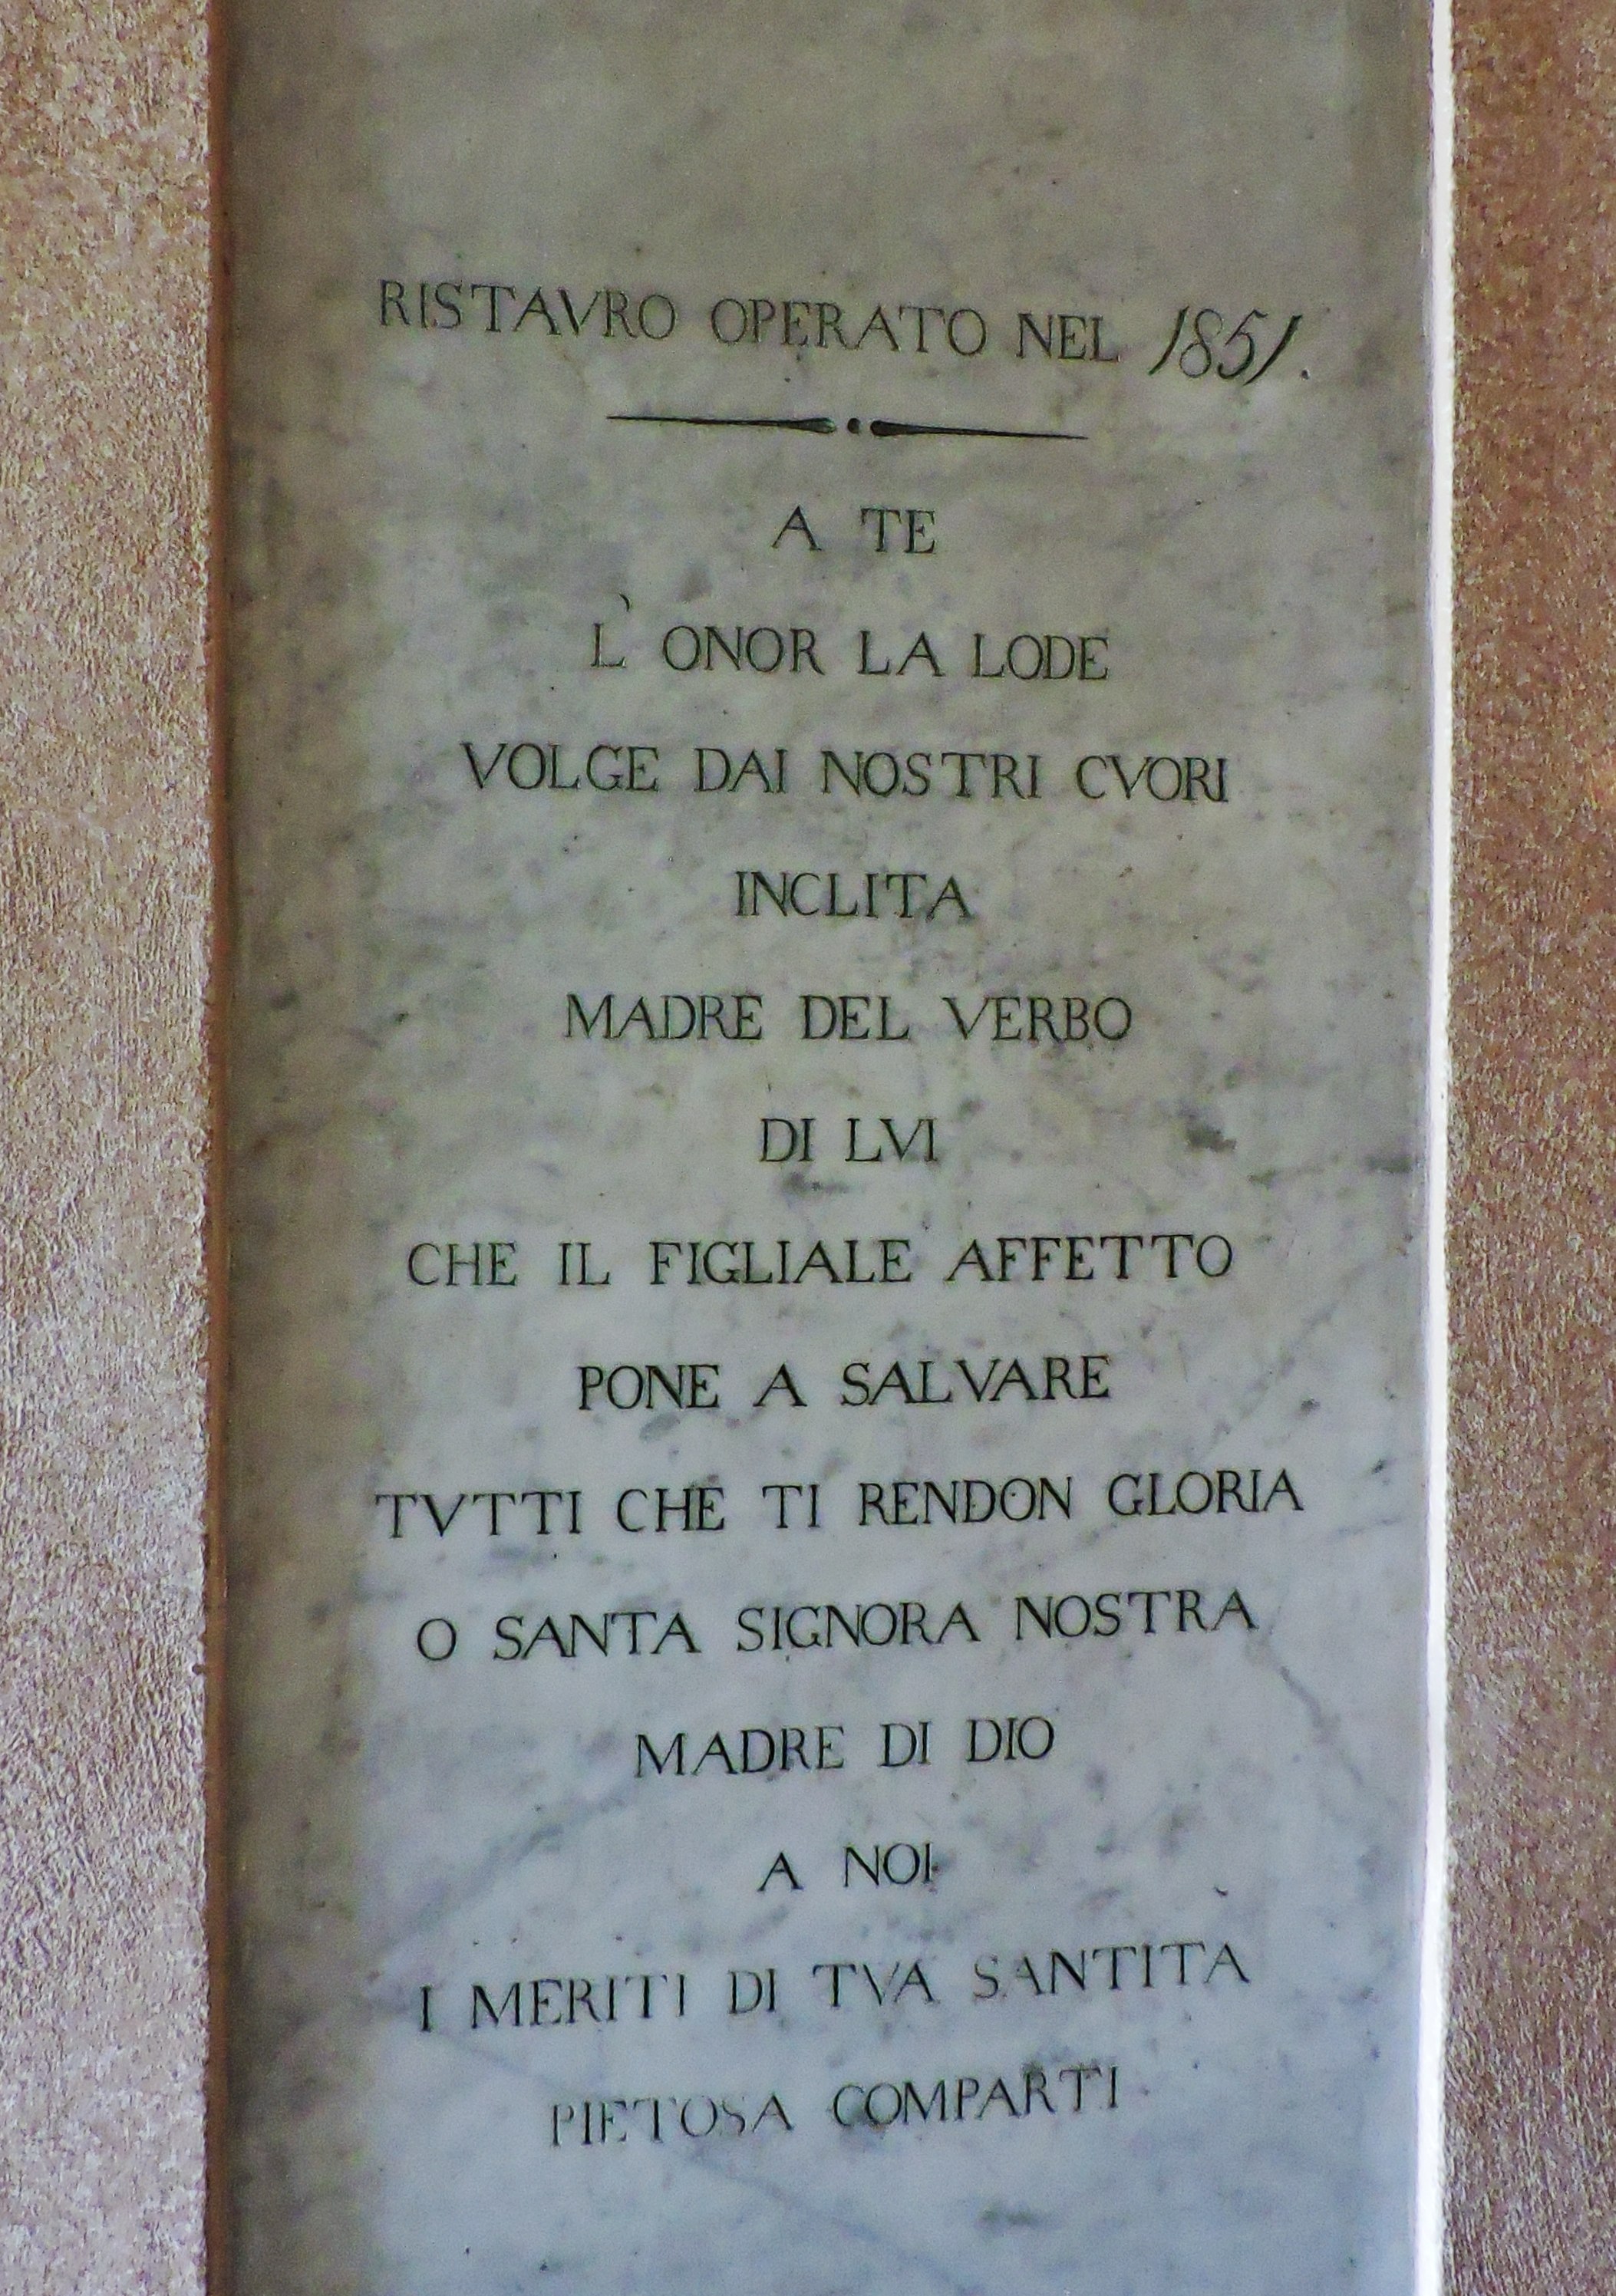 RISTAVRO OPERATO NEL 1851.
A TE
L' ONOR LA LODE
VOLGE DAI NOSTRI CVORI
INCLITA
MADRE DEL VERBO
DI LVI
CHE IL FIGLIALE AFFETTO
PONE A SALVARE
TVTTI CHE TI RENDON GLORIA
O SANTA SIGNORA NOSTRA
MADRE DI DIO
A NOI
I MERITI DI TVA SANTITÀ
PIETOSA COMPARTI